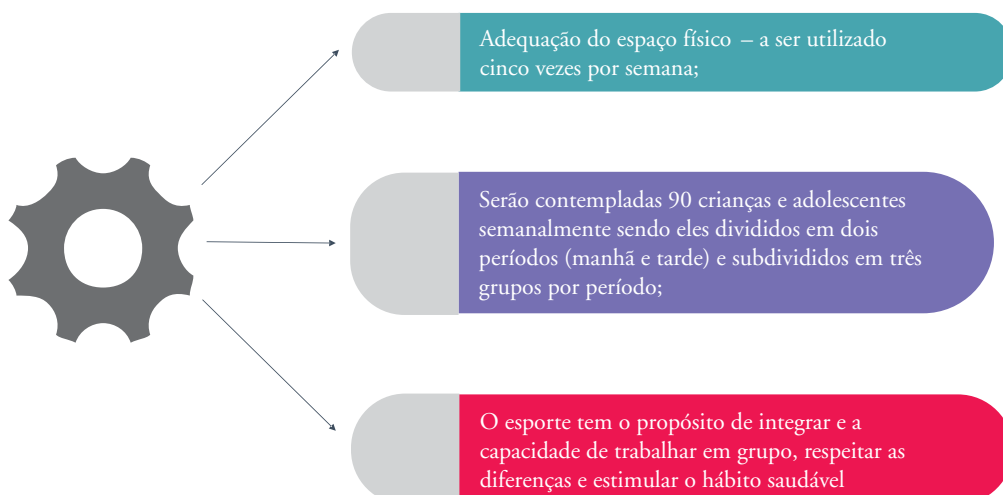 Adequação do espaço físico – a ser utilizado
cinco vezes por semana;
Serão contempladas 90 crianças e adolescentes
semanalmente sendo eles divididos em dois
períodos (manhã e tarde) e subdivididos em três
grupos por período;
O esporte tem o propósito de integrar e a
capacidade de trabalhar em grupo, respeitar as
diferenças e estimular o hábito saudável